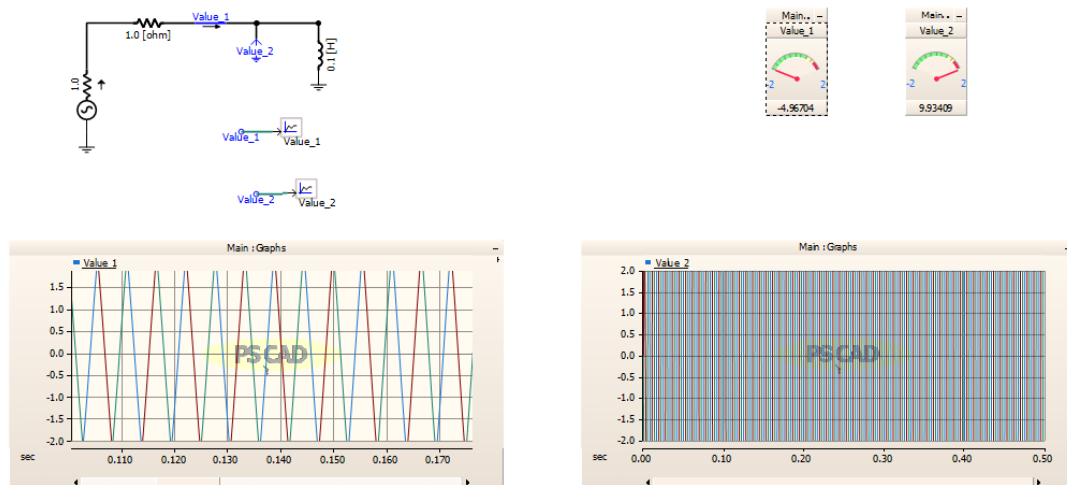 Value_1
1.0 [ohm]
Value_2
0.1 [H]
1.0
Value_1
Value_1
Value_2
Value_2
Main..
Value_1
-2 2
-4.96704
Main..
Value_2
-2 2
9.93409
Main : Graphs
Value_1
1.5
1.0
0.5
0.0
-0.5
-1.0
-1.5
-2.0
sec 0.110 0.120 0.130 0.140 0.150 0.160 0.170
PSCAD
Main : Graphs
Value_2
2.0
1.5
1.0
0.5
0.0
-0.5
-1.0
-1.5
-2.0
sec 0.00 0.10 0.20 0.30 0.40 0.50
PSCAD